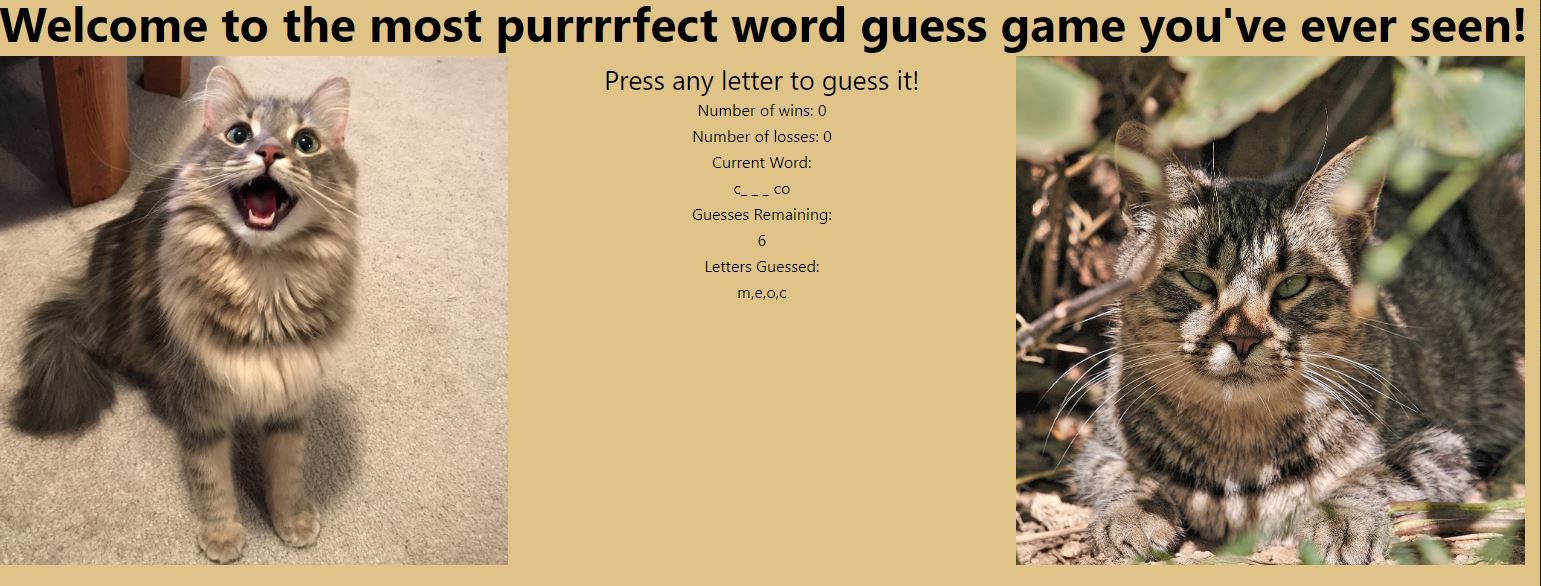 Welcome to the most purrrrfect word guess game you've ever seen!
Press any letter to guess it!
Number of wins: 0
Number of losses: 0
Current Word:
c_ _ _ co
Guesses Remaining:
6
Letters Guessed:
m,e,o,c